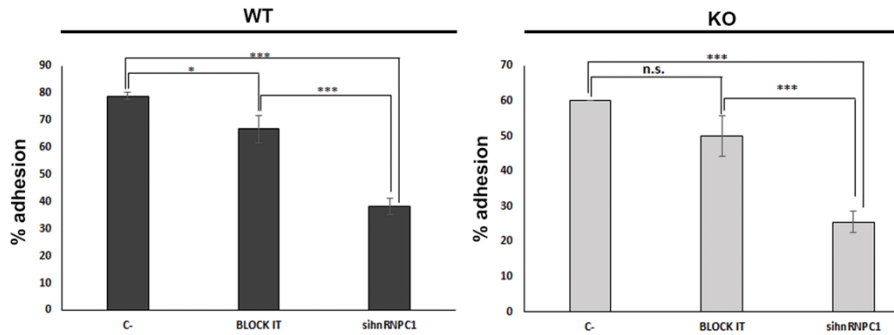 WT
***
*
***
% adhesion
90
80
70
60
50
40
30
20
10
0
C-
BLOCK IT
sihnRNPC1
KO
***
n.s.
***
% adhesion
70
60
50
40
30
20
10
0
C-
BLOCK IT
sihnRNPC1